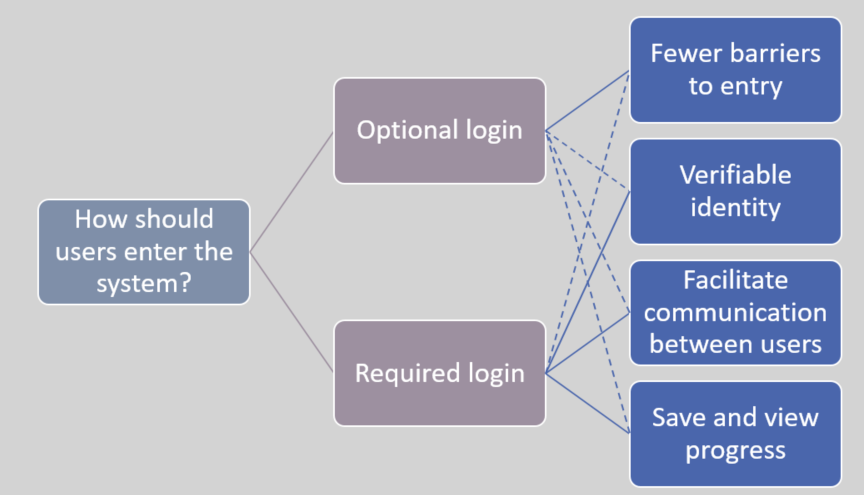 How should
users enter the
system?
Optional login
Required login
Fewer barriers
to entry
Verifiable
identity
Facilitate
communication
between users
Save and view
progress